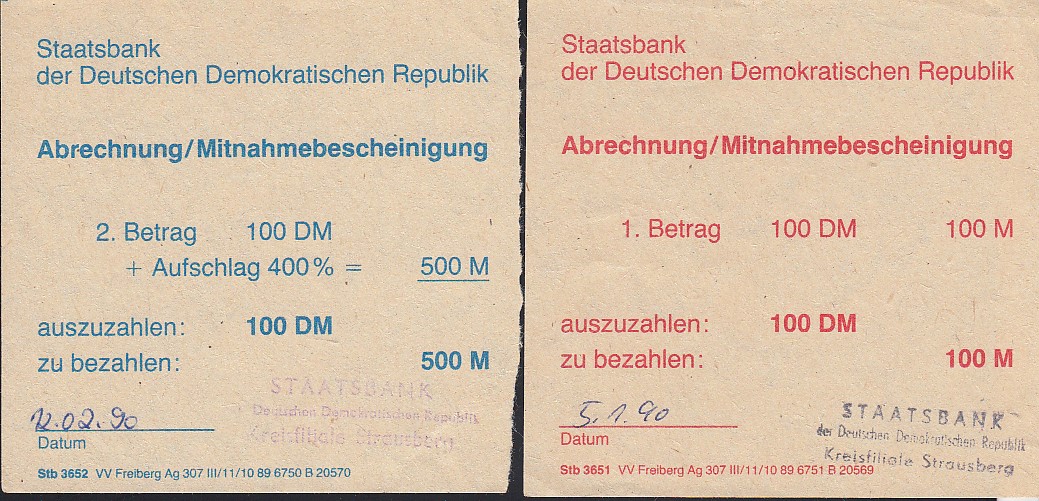 Staatsbank
der Deutschen Demokratischen Republik
Abrechnung/Mitnahmebescheinigung
2. Betrag 100 DM
+ Aufschlag 400% = 500 M
auszuzahlen: 100 DM
zu bezahlen: 500 M
STAATSBANK
Deutschen Demokratischen Republik
Kreisfiliale Strausberg
12.02.90
Datum
Stb 3652 VV Freiberg Ag 307 III/11/10 89 6750 B 20570
Staatsbank
der Deutschen Demokratischen Republik
Abrechnung/Mitnahmebescheinigung
1. Betrag 100 DM 100 M
auszuzahlen: 100 DM
zu bezahlen: 100 M
5.1.90
STAATSBANK
der Deutschen Demokratischen Republik
Kreisfiliale Strausberg
Datum
Stb 3651 VV Freiberg Ag 307 III/11/10 89 6751 B 20569